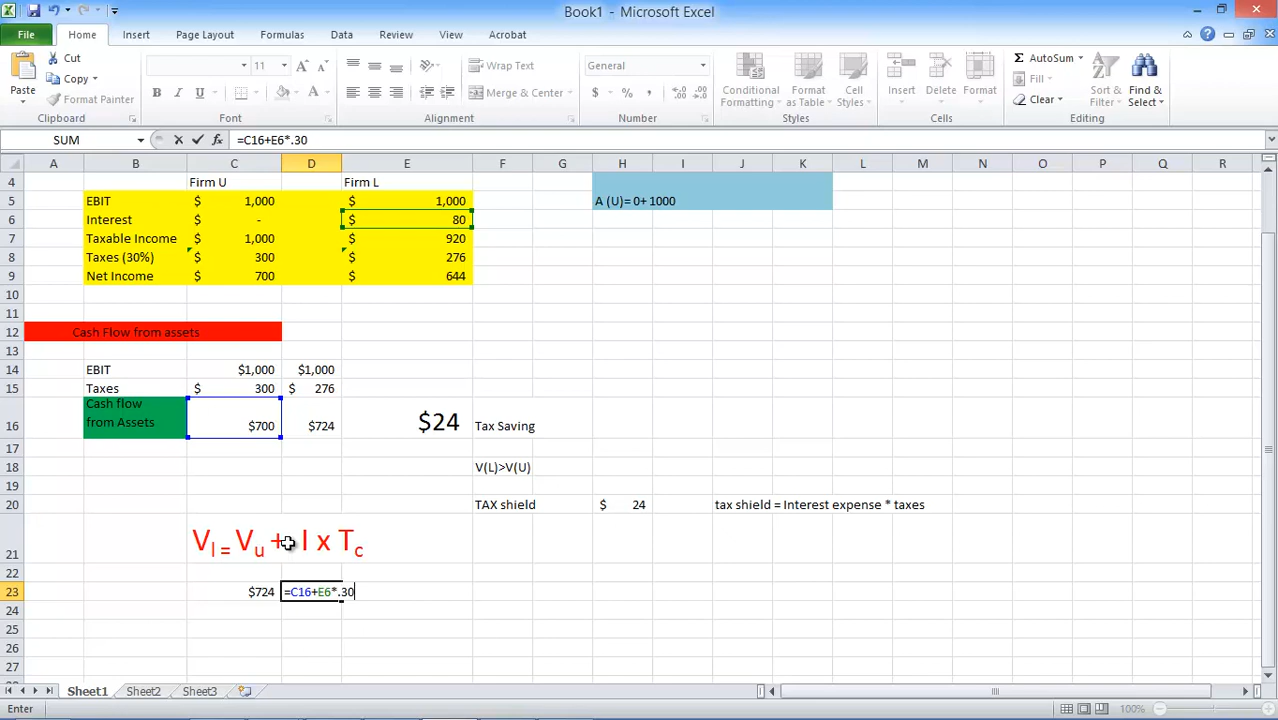 Book1 - Microsoft Excel
File Home Insert Page Layout Formulas Data Review View Acrobat
Paste
Cut
Copy
Format Painter
Clipboard
11
Font
Wrap Text
Merge & Center
Alignment
General
Number
Conditional Formatting
Format as Table
Cell Styles
Styles
Insert
Delete
Format
Cells
AutoSum
Fill
Clear
Sort & Filter
Find & Select
Editing
SUM =C16+E6*.30
A B C D E F G H I J K L M N O P Q R
4 Firm U Firm L
5 EBIT $ 1,000 $ 1,000 A (U)= 0+ 1000
6 Interest $ - $ 80
7 Taxable Income $ 1,000 $ 920
8 Taxes (30%) $ 300 $ 276
9 Net Income $ 700 $ 644
10
11
12 Cash Flow from assets
13
14 EBIT $1,000 $1,000
15 Taxes $ 300 $ 276
16 Cash flow from Assets $700 $724 $24 Tax Saving
17
18 V(L)>V(U)
19
20 TAX shield $ 24 tax shield = Interest expense * taxes
21 Vl = Vu + I x Tc
22
23 $724 =C16+E6*.30
24
25
26
27
Sheet1 Sheet2 Sheet3
Enter 100%